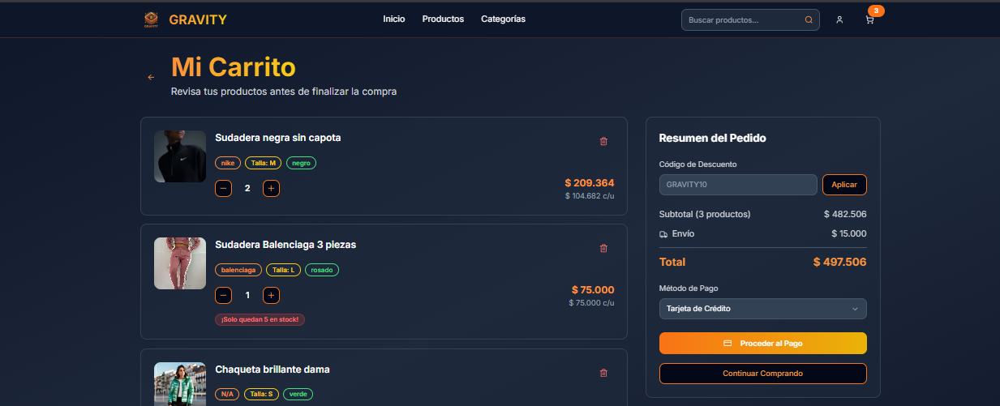 GRAVITY
GRAVITY
Inicio
Productos
Categorías
Buscar productos...
3
Mi Carrito
Revisa tus productos antes de finalizar la compra
Sudadera negra sin capota
nike
Talla: M
negro
2
$ 209.364
$ 104.682 c/u
Sudadera Balenciaga 3 piezas
balenciaga
Talla: L
rosado
1
$ 75.000
$ 75.000 c/u
¡Solo quedan 5 en stock!
Chaqueta brillante dama
N/A
Talla: S
verde
Resumen del Pedido
Código de Descuento
GRAVITY10
Aplicar
Subtotal (3 productos)
$ 482.506
Envío
$ 15.000
Total
$ 497.506
Método de Pago
Tarjeta de Crédito
Proceder al Pago
Continuar Comprando